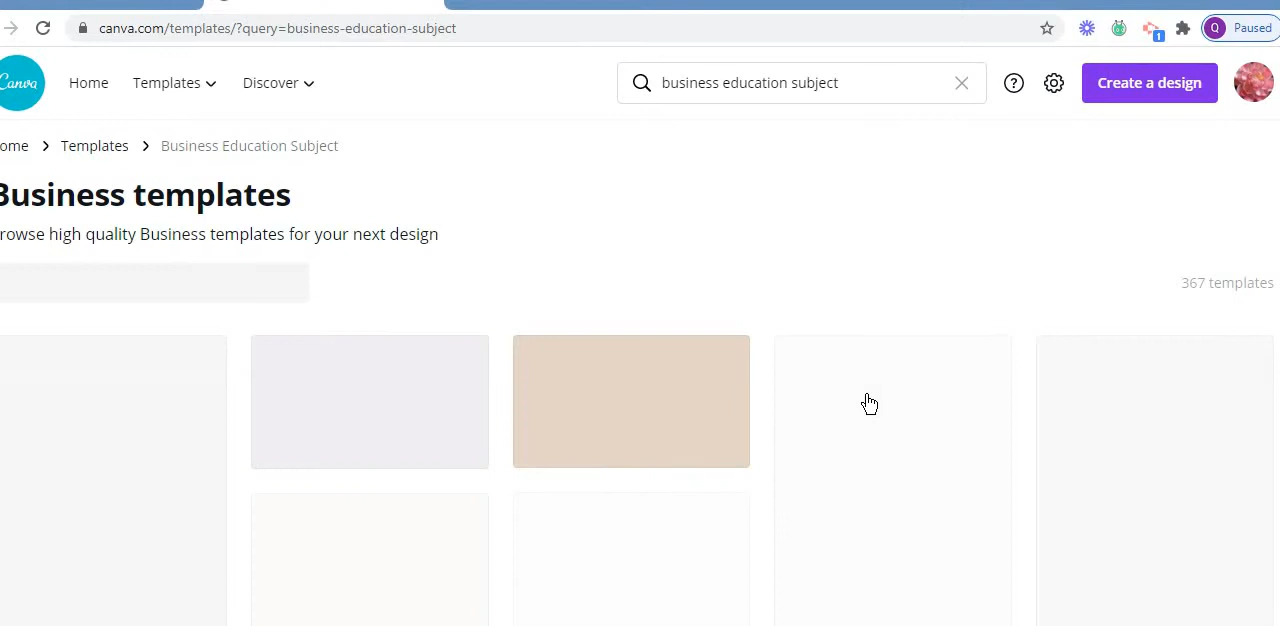 canva.com/templates/?query=business-education-subject
1
Q Paused
Canva Home Templates Discover business education subject Create a design
ome Templates Business Education Subject
Business templates
rowse high quality Business templates for your next design
367 templates